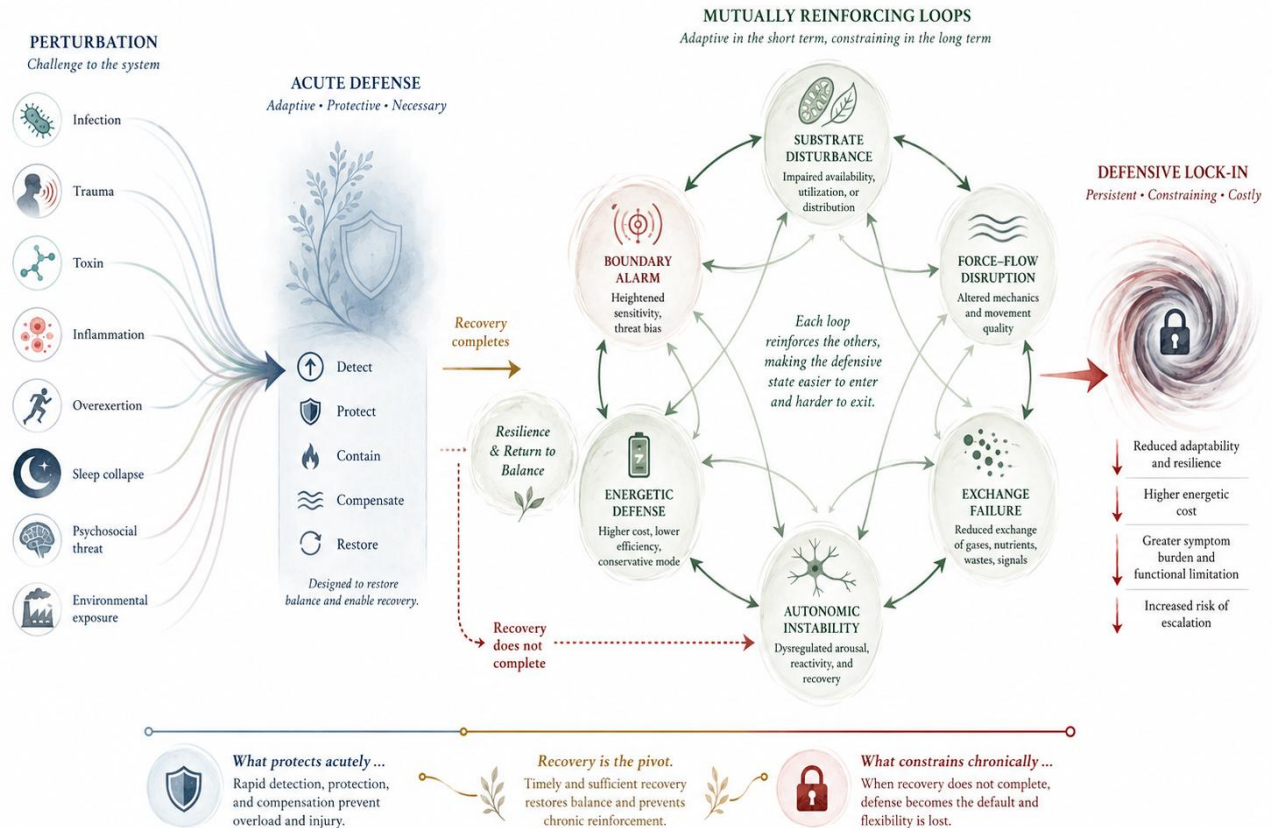 PERTURBATION
Challenge to the system
Infection
Trauma
Toxin
Inflammation
Overexertion
Sleep collapse
Psychosocial
threat
Environmental
exposure
ACUTE DEFENSE
Adaptive • Protective • Necessary
Detect
Protect
Contain
Compensate
Restore
Designed to restore
balance and enable recovery.
Recovery
completes
Resilience
& Return to
Balance
Recovery
does not
complete
MUTUALLY REINFORCING LOOPS
Adaptive in the short term, constraining in the long term
SUBSTRATE
DISTURBANCE
Impaired availability,
utilization, or
distribution
BOUNDARY
ALARM
Heightened
sensitivity,
threat bias
FORCE–FLOW
DISRUPTION
Altered mechanics
and movement
quality
Each loop
reinforces the others,
making the defensive
state easier to enter
and harder to exit.
ENERGETIC
DEFENSE
Higher cost, lower
efficiency,
conservative mode
EXCHANGE
FAILURE
Reduced exchange
of gases, nutrients,
wastes, signals
AUTONOMIC
INSTABILITY
Dysregulated arousal,
reactivity, and
recovery
DEFENSIVE LOCK-IN
Persistent • Constraining • Costly
Reduced adaptability
and resilience
Higher energetic
cost
Greater symptom
burden and
functional limitation
Increased risk of
escalation
What protects acutely ...
Rapid detection, protection,
and compensation prevent
overload and injury.
Recovery is the pivot.
Timely and sufficient recovery
restores balance and prevents
chronic reinforcement.
What constrains chronically ...
When recovery does not complete,
defense becomes the default and
flexibility is lost.